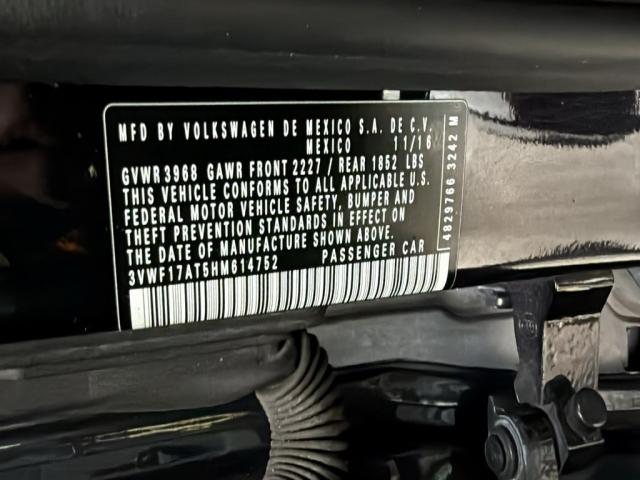 MFD BY VOLKSWAGEN DE MEXICO S.A. DE C.V.
MEXICO 11/16
GVWR 3968 GAWR FRONT 2227 / REAR 1852 LBS
THIS VEHICLE CONFORMS TO ALL APPLICABLE U.S.
FEDERAL MOTOR VEHICLE SAFETY, BUMPER AND
THEFT PREVENTION STANDARDS IN EFFECT ON
THE DATE OF MANUFACTURE SHOWN ABOVE.
3VWF17AT5HM614752 PASSENGER CAR
4829766 3242 M